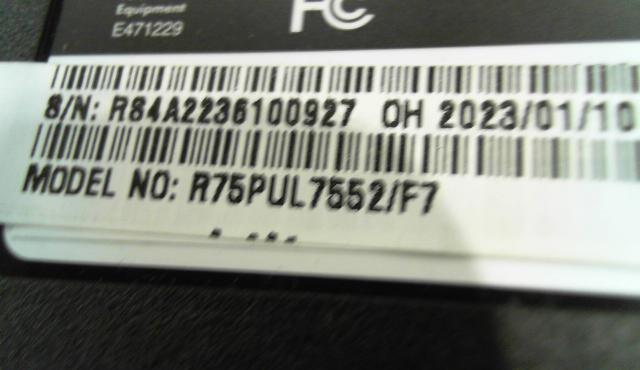 Equipment
E471229
FC
S/N: R84A2236100927 OH 2023/01/10
MODEL NO: R75PUL7552/F7